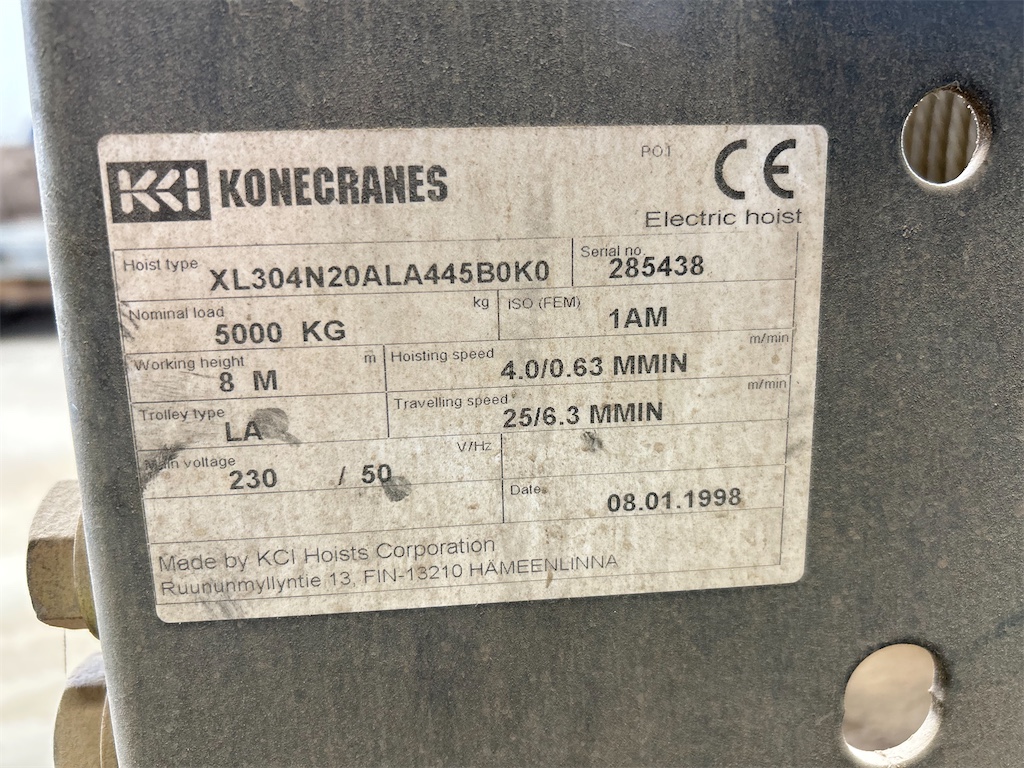 KCI KONECRANES
CE
Electric hoist
Hoist type XL304N20ALA445B0K0
Serial no. 285438
Nominal load kg 5000 KG
ISO (FEM) 1AM
Working height m 8 M
Hoisting speed m/min 4.0/0.63 MMIN
Trolley type LA
Travelling speed m/min 25/6.3 MMIN
Main voltage V/Hz 230 / 50
Date 08.01.1998
Made by KCI Hoists Corporation
Ruununmyllyntie 13, FIN-13210 HÄMEENLINNA